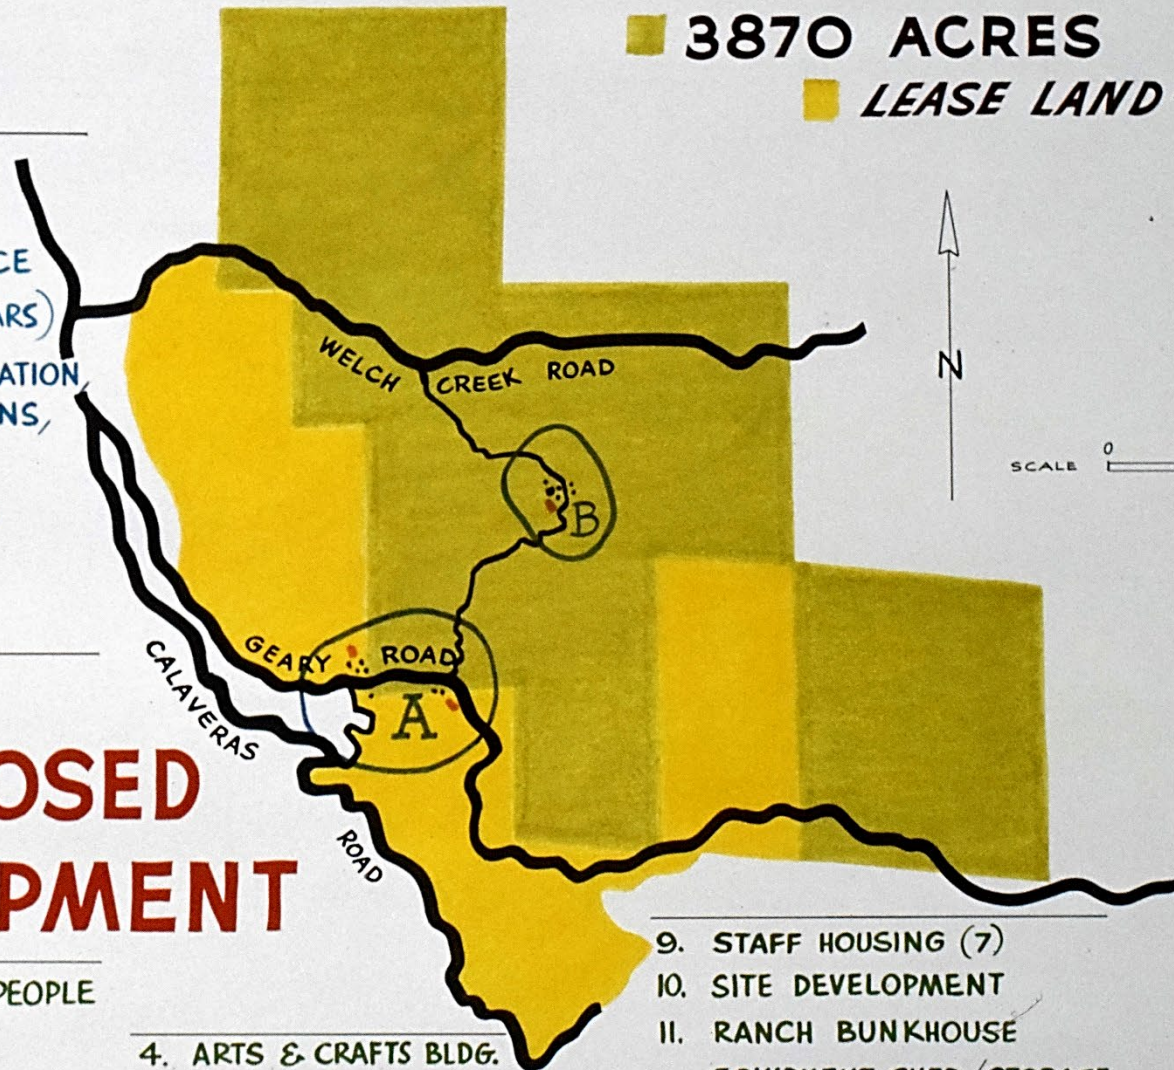 3870 ACRES
LEASE LAND
CE
ARS)
ATION,
NS,
WELCH CREEK ROAD
N
0
SCALE
B
GEARY ROAD
A
CALAVERAS ROAD
OSED
PMENT
PEOPLE
4. ARTS & CRAFTS BLDG.
9. STAFF HOUSING (7)
10. SITE DEVELOPMENT
11. RANCH BUNKHOUSE